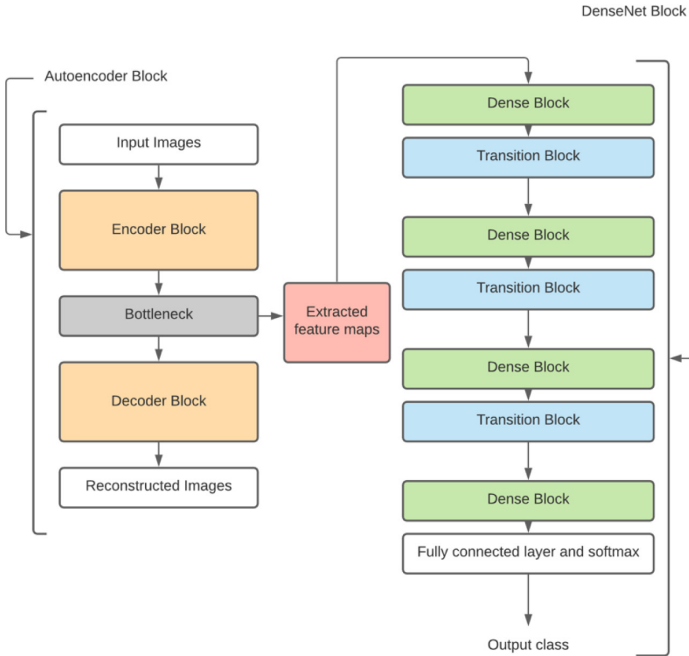 DenseNet Block
Autoencoder Block
Input Images
Encoder Block
Bottleneck
Decoder Block
Reconstructed Images
Extracted
feature maps
Dense Block
Transition Block
Dense Block
Transition Block
Dense Block
Transition Block
Dense Block
Fully connected layer and softmax
Output class